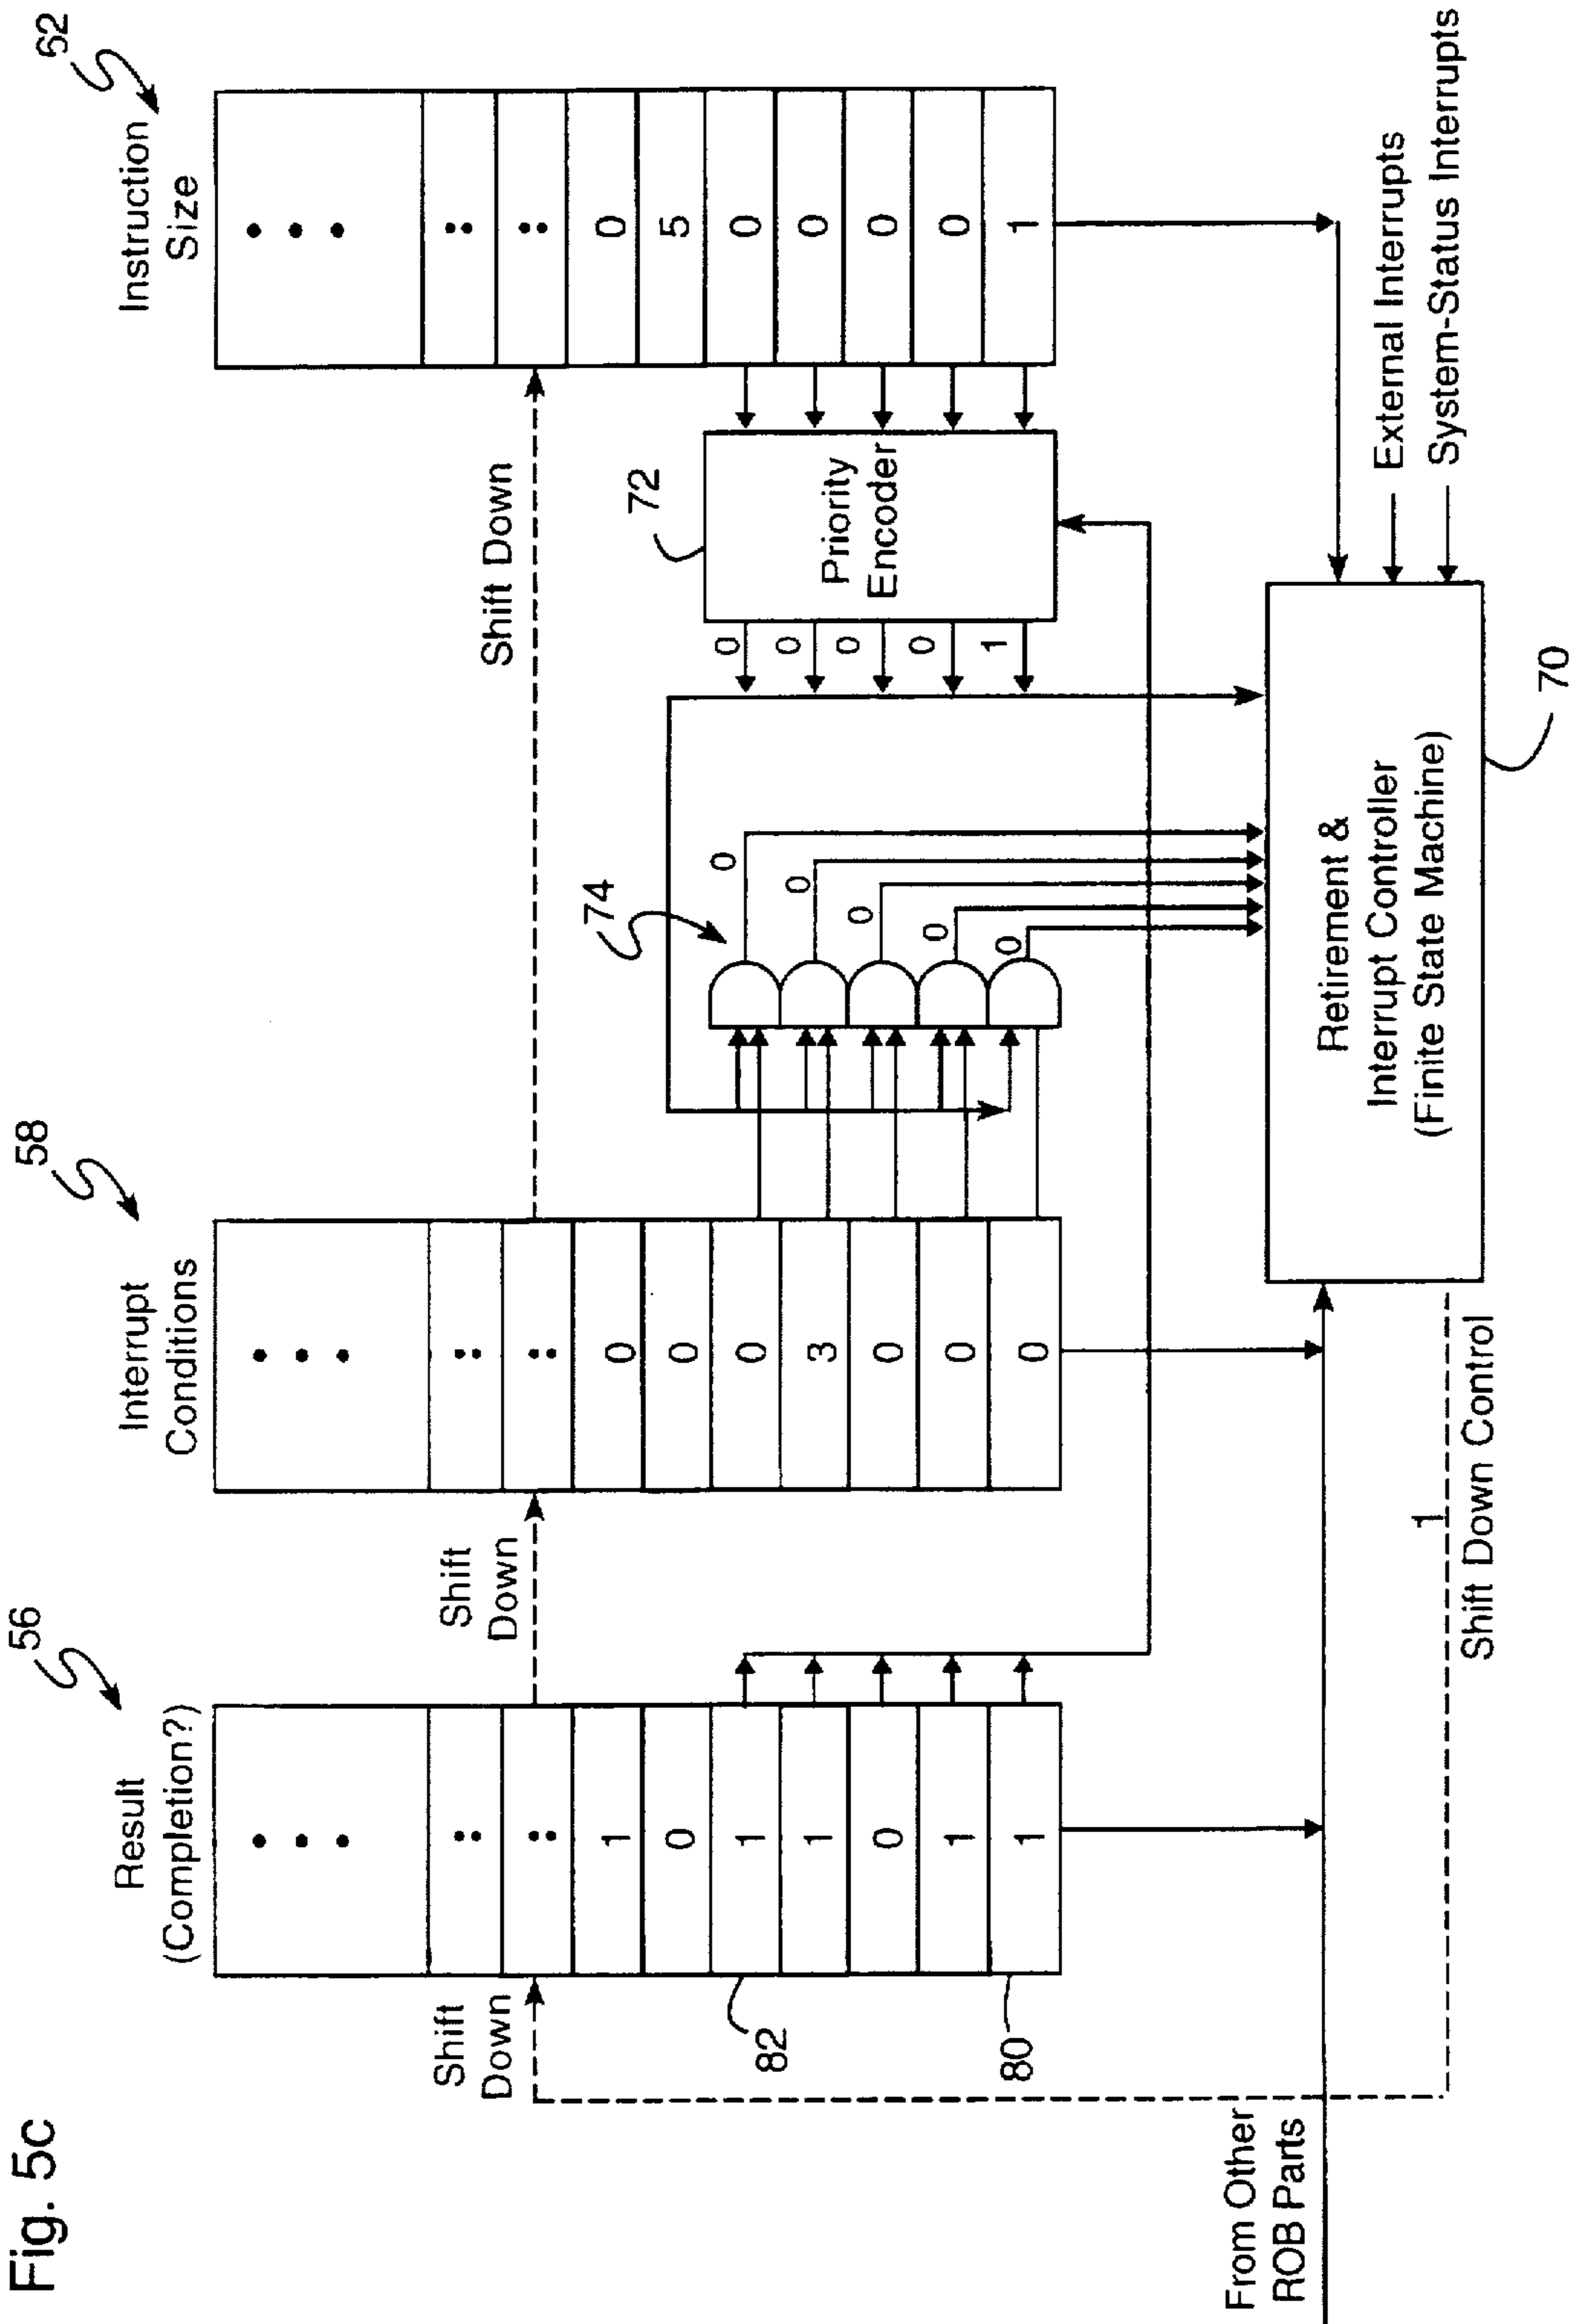 Fig. 5c
56
58
62
Result
(Completion?)
Interrupt
Conditions
Instruction
Size
Shift
Down
Shift
Down
Shift Down
1
0
1
1
0
1
1
0
0
0
3
0
0
0
0
5
0
0
0
0
1
82
80
74
0
0
0
0
0
72
Priority
Encoder
0
0
0
0
1
From Other
ROB Parts
1
Shift Down Control
Retirement &
Interrupt Controller
(Finite State Machine)
70
External Interrupts
System-Status Interrupts